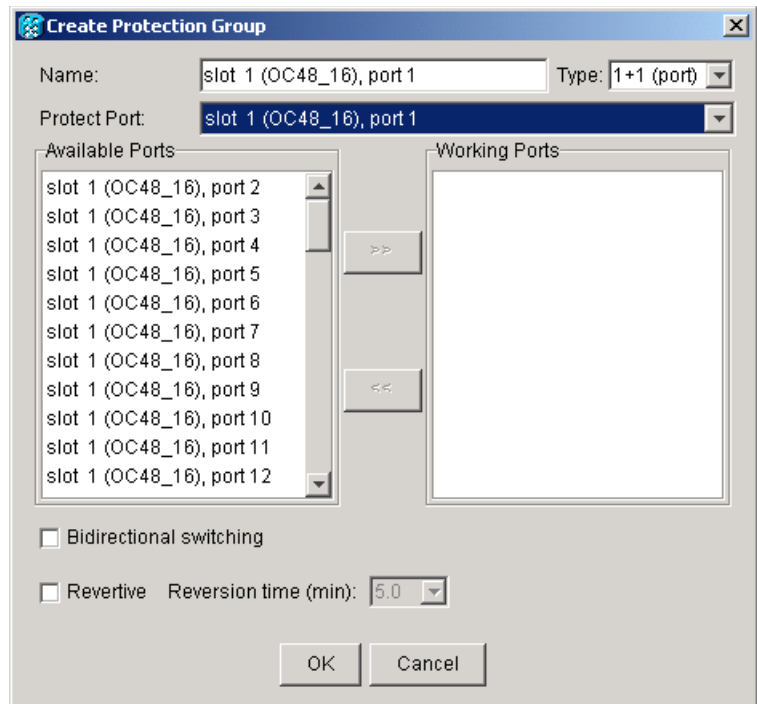 Create Protection Group
Name: slot 1 (OC48_16), port 1 Type: 1+1 (port)
Protect Port: slot 1 (OC48_16), port 1
Available Ports Working Ports
slot 1 (OC48_16), port 2
slot 1 (OC48_16), port 3
slot 1 (OC48_16), port 4
slot 1 (OC48_16), port 5
slot 1 (OC48_16), port 6
slot 1 (OC48_16), port 7
slot 1 (OC48_16), port 8
slot 1 (OC48_16), port 9
slot 1 (OC48_16), port 10
slot 1 (OC48_16), port 11
slot 1 (OC48_16), port 12
>>
<<
Bidirectional switching
Revertive Reversion time (min): 5.0
OK Cancel